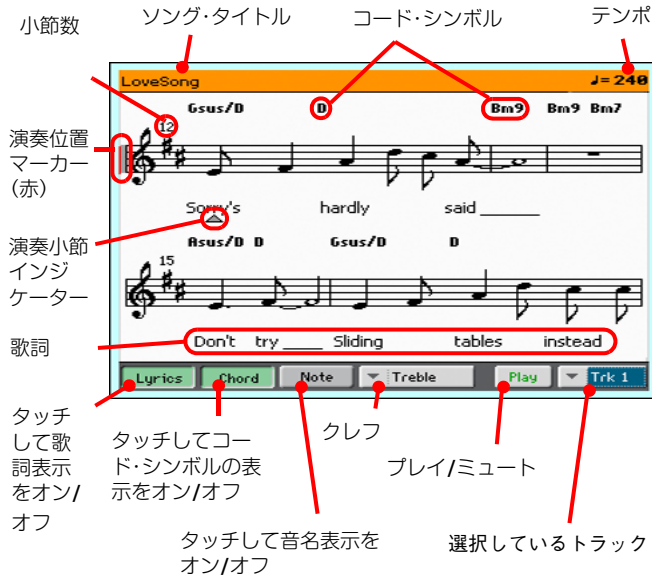 小節数
ソング・タイトル
コード・シンボル
テンポ
LoveSong
♩=240
Gsus/D D Bm9 Bm9 Bm7
12
演奏位置
マーカー
(赤)
Sorry's hardly said _____
Asus/D D Gsus/D D
15
演奏小節
インジ
ケーター
歌詞
Don't try ____ Sliding tables instead
Lyrics Chord Note Treble Play Trk 1
タッチ
して歌
詞表示
をオン/
オフ
タッチしてコー
ド・シンボルの表
示をオン/オフ
クレフ
プレイ/ミュート
タッチして音名表示を
オン/オフ
選択しているトラック